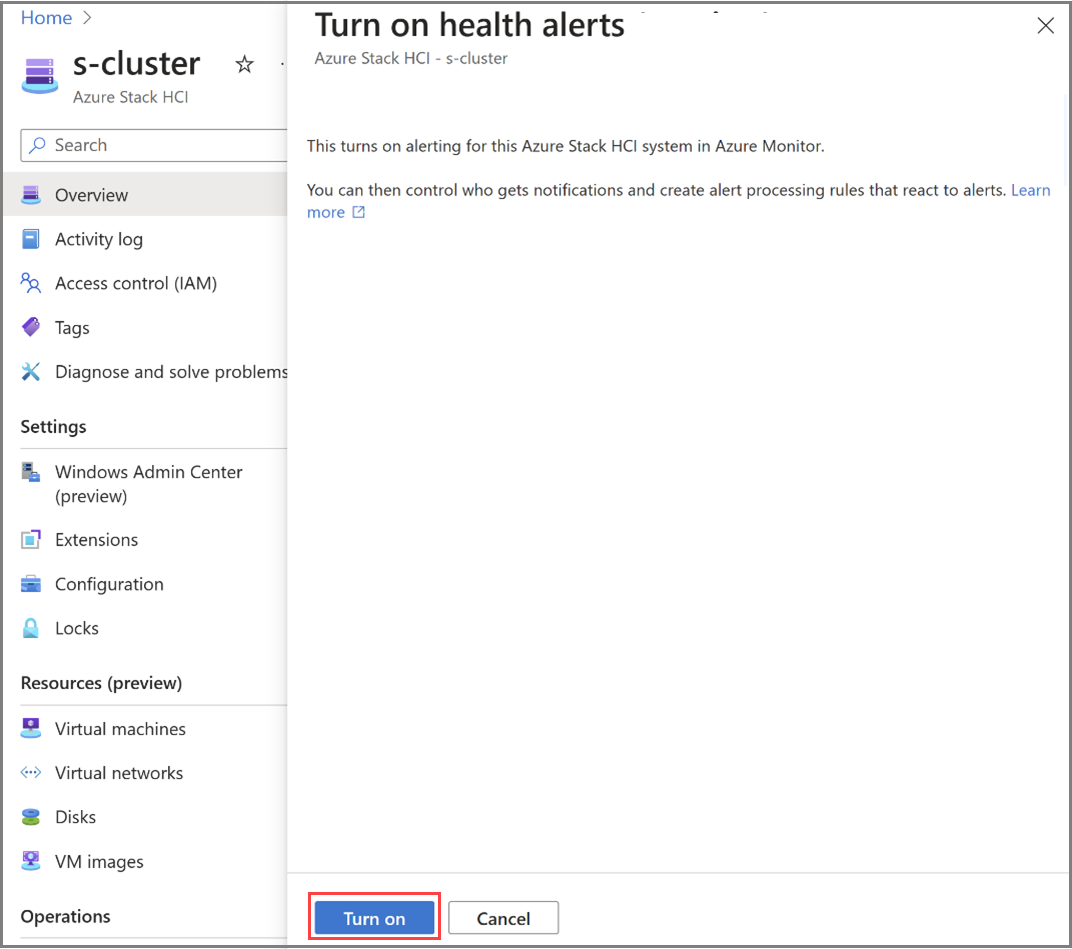 Home
s-cluster
Azure Stack HCI
Search
Overview
Activity log
Access control (IAM)
Tags
Diagnose and solve problems
Settings
Windows Admin Center
(preview)
Extensions
Configuration
Locks
Resources (preview)
Virtual machines
Virtual networks
Disks
VM images
Operations
Turn on health alerts
Azure Stack HCI - s-cluster
This turns on alerting for this Azure Stack HCI system in Azure Monitor.
You can then control who gets notifications and create alert processing rules that react to alerts. Learn
more
Turn on
Cancel